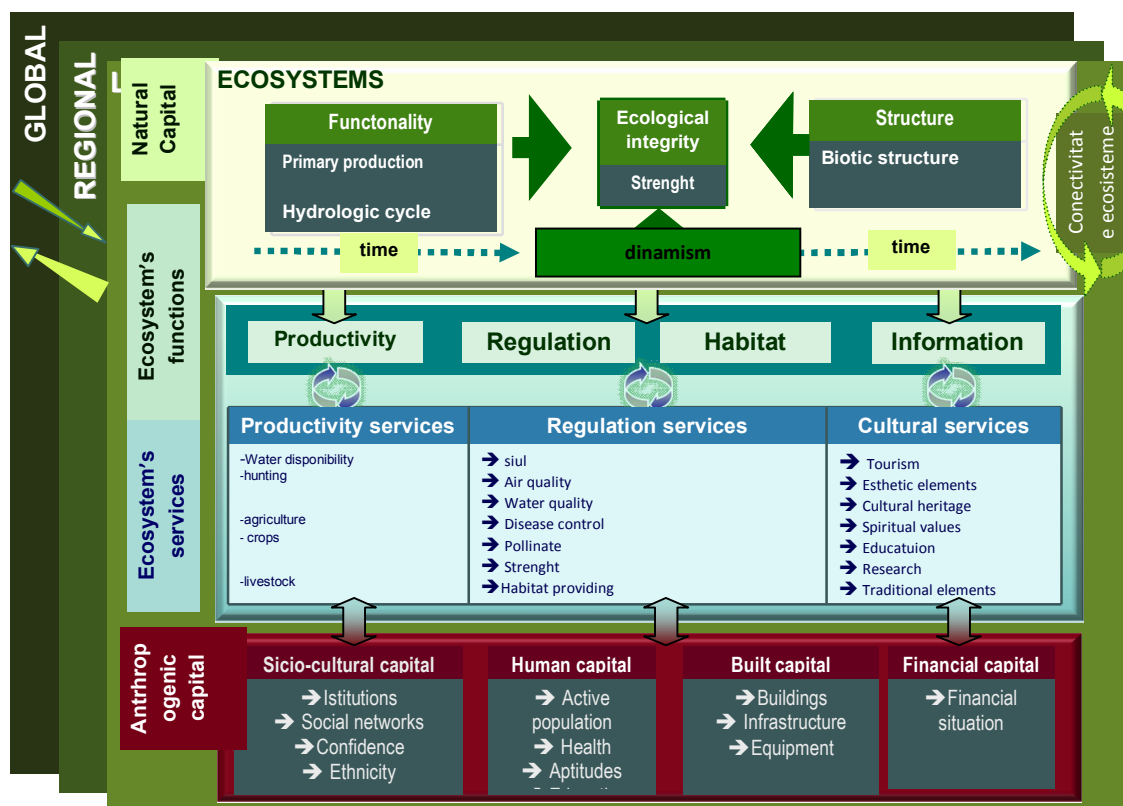 GLOBAL
REGIONAL
Natural
Capital
ECOSYSTEMS
Functonality
Primary production
Hydrologic cycle
Ecological
integrity
Strenght
Structure
Biotic structure
Conectivitat
e ecosisteme
time
dinamism
time
Ecosystem's
functions
Productivity
Regulation
Habitat
Information
Ecosystem's
services
Productivity services
-Water disponibility
-hunting
-agriculture
- crops
-livestock
Regulation services
➔ siul
➔ Air quality
➔ Water quality
➔ Disease control
➔ Pollinate
➔ Strenght
➔Habitat providing
Cultural services
➔ Tourism
➔ Esthetic elements
➔ Cultural heritage
➔ Spiritual values
➔ Educatuion
➔ Research
➔ Traditional elements
Antrhrop
ogenic
capital
Sicio-cultural capital
➔Istitutions
➔ Social networks
➔Confidence
➔ Ethnicity
Human capital
➔ Active
population
➔ Health
➔ Aptitudes
Built capital
➔Buildings
➔ Infrastructure
➔Equipment
Financial capital
➔Financial
situation